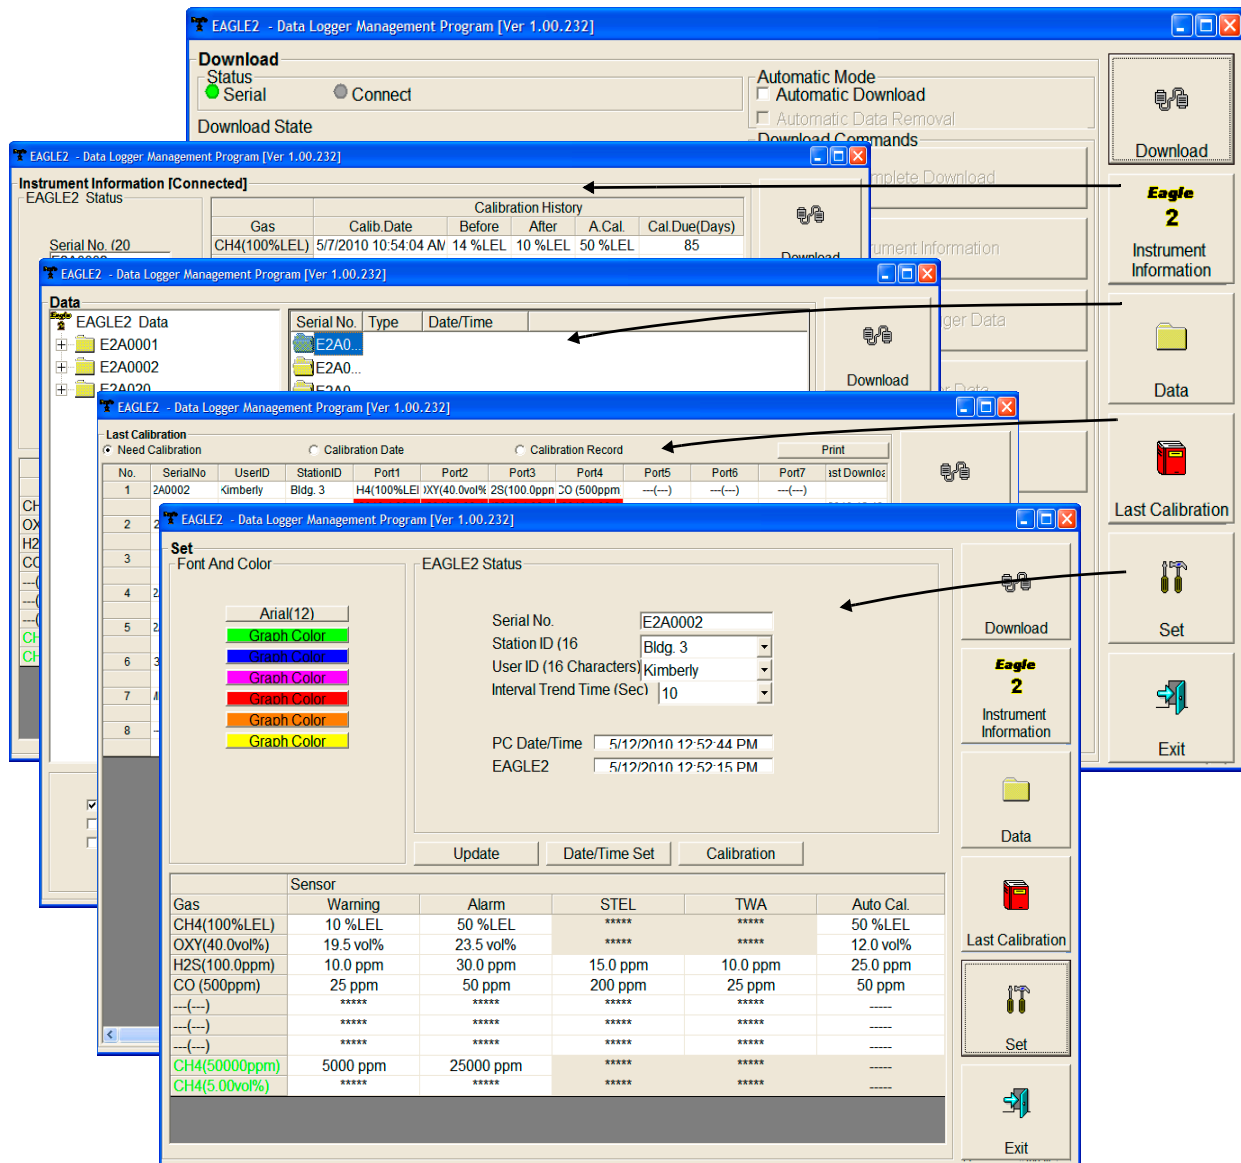 EAGLE2 - Data Logger Management Program [Ver 1.00.232]
Download
Status
Serial
Connect
Download State
Automatic Mode
Automatic Download
Automatic Data Removal
Download Commands
Download
Eagle
2
Instrument
Information
Data
Last Calibration
Set
Exit
EAGLE2 - Data Logger Management Program [Ver 1.00.232]
Instrument Information [Connected]
EAGLE2 Status
Serial No. (20
Calibration History
Gas Calib.Date Before After A.Cal. Cal.Due(Days)
CH4(100%LEL) 5/7/2010 10:54:04 AM 14 %LEL 10 %LEL 50 %LEL 85
Download
EAGLE2 - Data Logger Management Program [Ver 1.00.232]
Data
EAGLE2 Data
E2A0001
E2A0002
E2A020
Serial No. Type Date/Time
E2A0...
E2A0...
Download
EAGLE2 - Data Logger Management Program [Ver 1.00.232]
Last Calibration
Need Calibration
Calibration Date
Calibration Record
Print
No. SerialNo UserID StationID Port1 Port2 Port3 Port4 Port5 Port6 Port7
1 2A0002 Kimberly Bldg. 3 H4(100%LEL XY(40.0vol% 2S(100.0ppn CO (500ppm ---(---) ---(---) ---(---)
2
3
4
5
6
7
8
EAGLE2 - Data Logger Management Program [Ver 1.00.232]
Set
Font And Color
Arial(12)
Graph Color
Graph Color
Graph Color
Graph Color
Graph Color
Graph Color
EAGLE2 Status
Serial No. E2A0002
Station ID (16 Bldg. 3
User ID (16 Characters) Kimberly
Interval Trend Time (Sec) 10
PC Date/Time 5/12/2010 12:52:44 PM
EAGLE2 5/12/2010 12:52:15 PM
Update
Date/Time Set
Calibration
Sensor
Gas Warning Alarm STEL TWA Auto Cal.
CH4(100%LEL) 10 %LEL 50 %LEL ***** ***** 50 %LEL
OXY(40.0vol%) 19.5 vol% 23.5 vol% ***** ***** 12.0 vol%
H2S(100.0ppm) 10.0 ppm 30.0 ppm 15.0 ppm 10.0 ppm 25.0 ppm
CO (500ppm) 25 ppm 50 ppm 200 ppm 25 ppm 50 ppm
---(---) ***** ***** ***** ***** -----
---(---) ***** ***** ***** ***** -----
---(---) ***** ***** ***** ***** -----
CH4(50000ppm) 5000 ppm 25000 ppm ***** ***** -----
CH4(5.00vol%) ***** ***** ***** ***** -----
Download
Eagle
2
Instrument
Information
Data
Last Calibration
Set
Exit